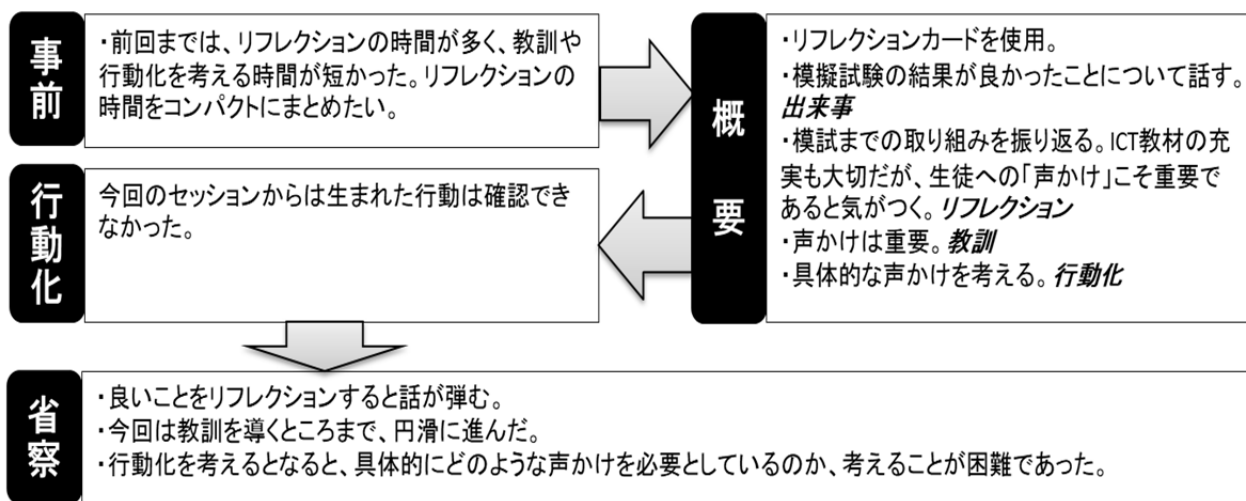 事前
・前回までは、リフレクションの時間が多く、教訓や
行動化を考える時間が短かった。リフレクションの
時間をコンパクトにまとめたい。
概要
・リフレクションカードを使用。
・模擬試験の結果が良かったことについて話す。
出来事
・模試までの取り組みを振り返る。ICT教材の充
実も大切だが、生徒への「声かけ」こそ重要で
あると気がつく。リフレクション
・声かけは重要。教訓
・具体的な声かけを考える。行動化
行動化
今回のセッションからは生まれた行動は確認でき
なかった。
省察
・良いことをリフレクションすると話が弾む。
・今回は教訓を導くところまで、円滑に進んだ。
・行動化を考えるとなると、具体的にどのような声かけを必要としているのか、考えることが困難であった。